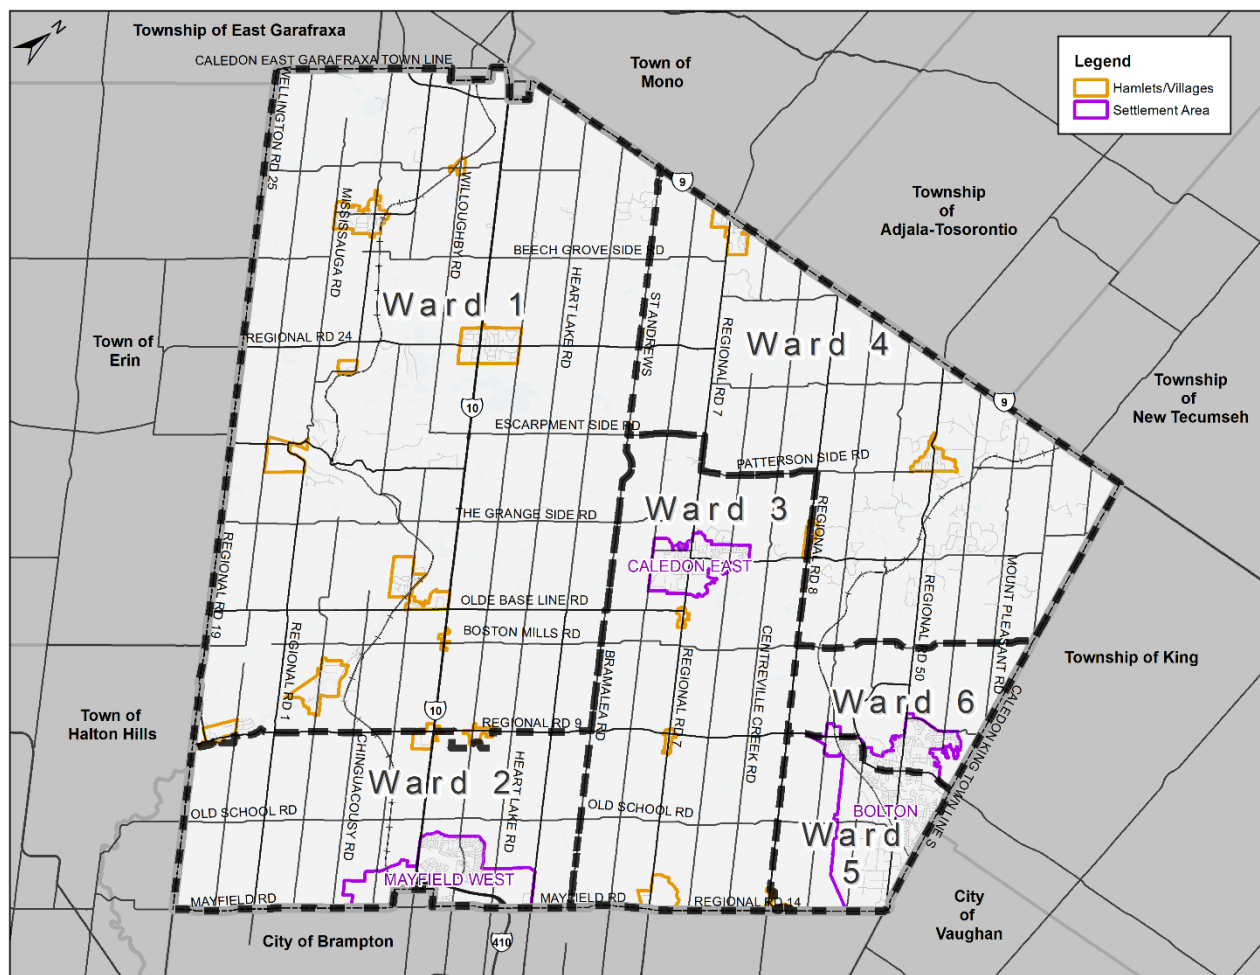 N
Township of East Garafraxa
CALEDON EAST GARAFRAXA TOWN LINE
Town of
Mono
Legend
Hamlets/Villages
Settlement Area
WELLINGTON RD 25
MISSISSAUGA RD
WILLOUGHBY RD
9
Township
of
Adjala-Tosorontio
BEECH GROVE SIDE RD
HEART LAKE RD
ST ANDREWS
REGIONAL RD 7
Ward 1
Ward 4
Town of
Erin
REGIONAL RD 24
10
9
Township
of
New Tecumseh
ESCARPMENT SIDE RD
PATTERSON SIDE RD
Ward 3
THE GRANGE SIDE RD
REGIONAL RD 8
CALEDON EAST
REGIONAL RD 19
OLDE BASE LINE RD
BOSTON MILLS RD
REGIONAL RD 1
BRAMALEA RD
REGIONAL RD 7
CENTREVILLE CREEK RD
REGIONAL RD 50
MOUNT PLEASANT RD
Township of King
CALEDON KING TOWN LINE S
Ward 6
10
REGIONAL RD 9
Town of
Halton Hills
CHINGUACOUSY RD
Ward 2
HEART LAKE RD
OLD SCHOOL RD
OLD SCHOOL RD
BOLTON
Ward
5
MAYFIELD WEST
MAYFIELD RD
MAYFIELD RD
REGIONAL RD 14
City of Brampton
410
City
of
Vaughan